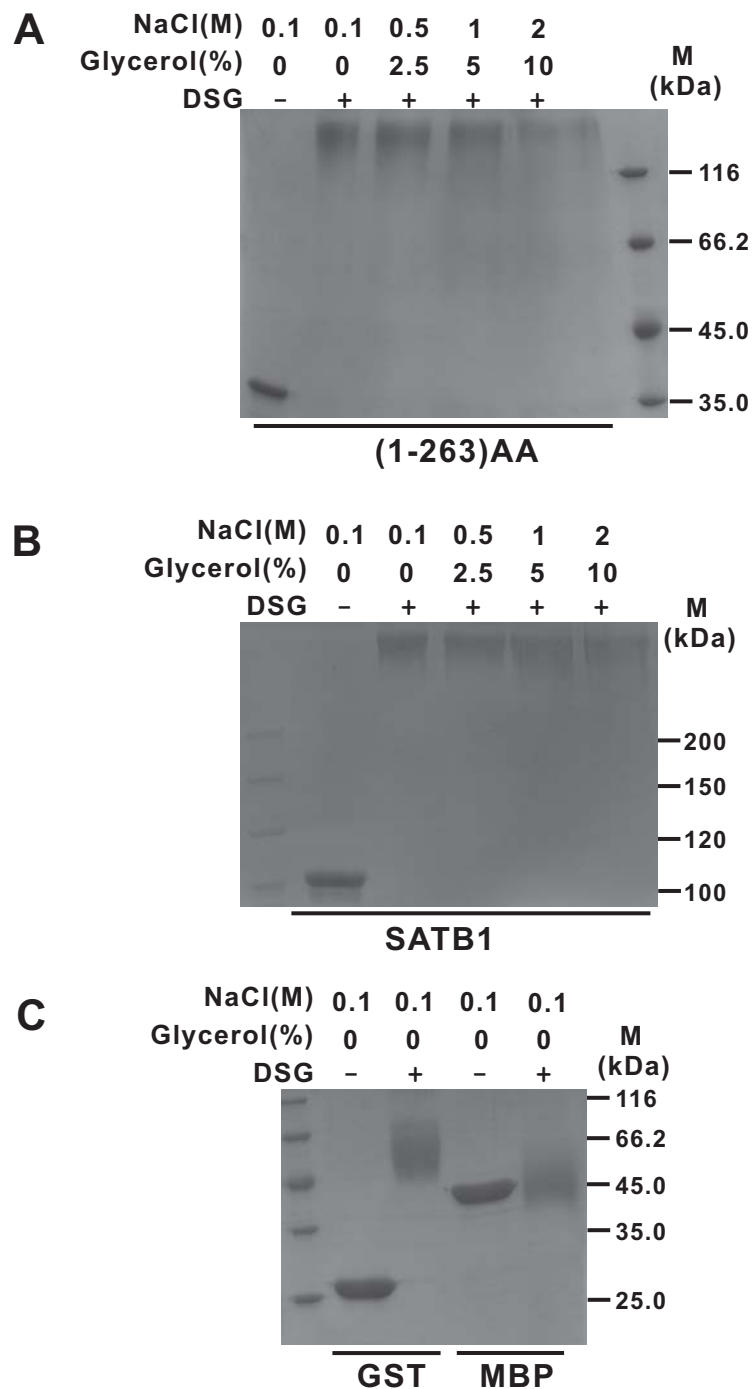 A
NaCl(M) 0.1 0.1 0.5 1 2
Glycerol(%) 0 0 2.5 5 10
DSG – + + + +
M
(kDa)
116
66.2
45.0
35.0
(1-263)AA
B
NaCl(M) 0.1 0.1 0.5 1 2
Glycerol(%) 0 0 2.5 5 10
DSG – + + + +
M
(kDa)
200
150
120
100
SATB1
C
NaCl(M) 0.1 0.1 0.1 0.1
Glycerol(%) 0 0 0 0
DSG – + – +
M
(kDa)
116
66.2
45.0
35.0
25.0
GST MBP